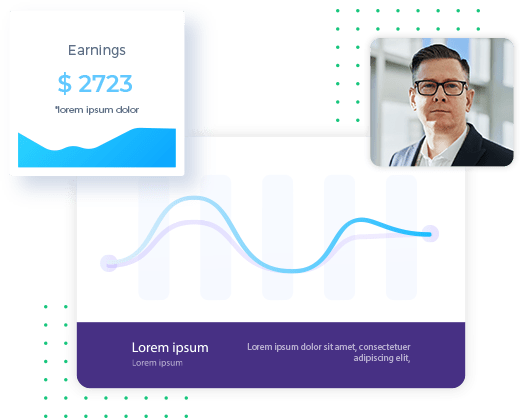 Earnings
$ 2723
*lorem ipsum dolor
Lorem ipsum
Lorem ipsum
Lorem ipsum dolor sit amet, consectetuer
adipiscing elit,